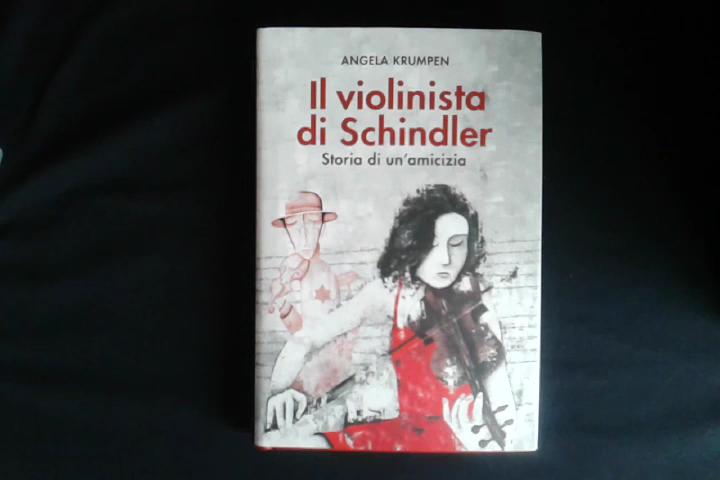 ANGELA KRUMPEN
Il violinista
di Schindler
Storia di un'amicizia